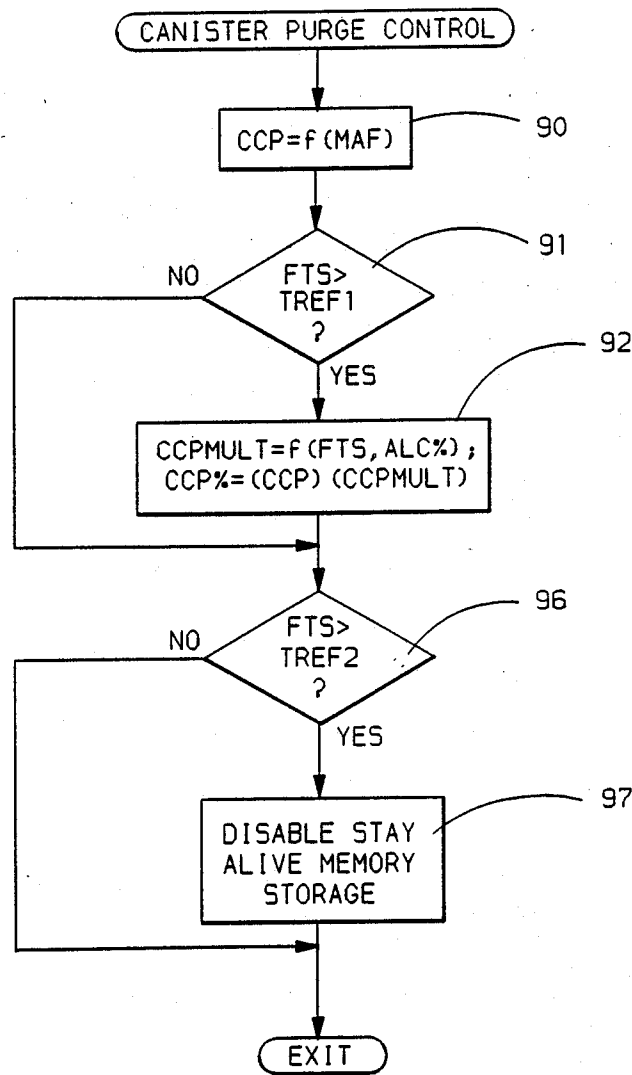 CANISTER PURGE CONTROL
CCP=f(MAF)
90
FTS>
TREF1
?
91
NO
YES
92
CCPMULT=f(FTS,ALC%);
CCP%=(CCP)(CCPMULT)
FTS>
TREF2
?
96
NO
YES
97
DISABLE STAY
ALIVE MEMORY
STORAGE
EXIT